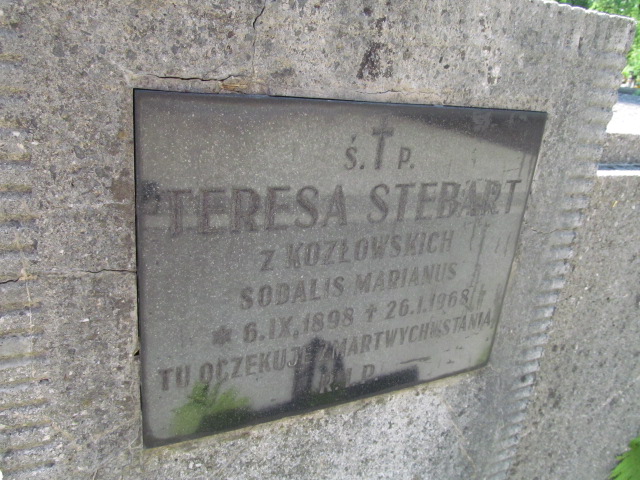 Ś. † P.
TERESA STEBART
Z KOZŁOWSKICH
SODALIS MARIANUS
* 6.IX.1898 † 26.I.1968
TU OCZEKUJE ZMARTWYCHWSTANIA
R.I.P.